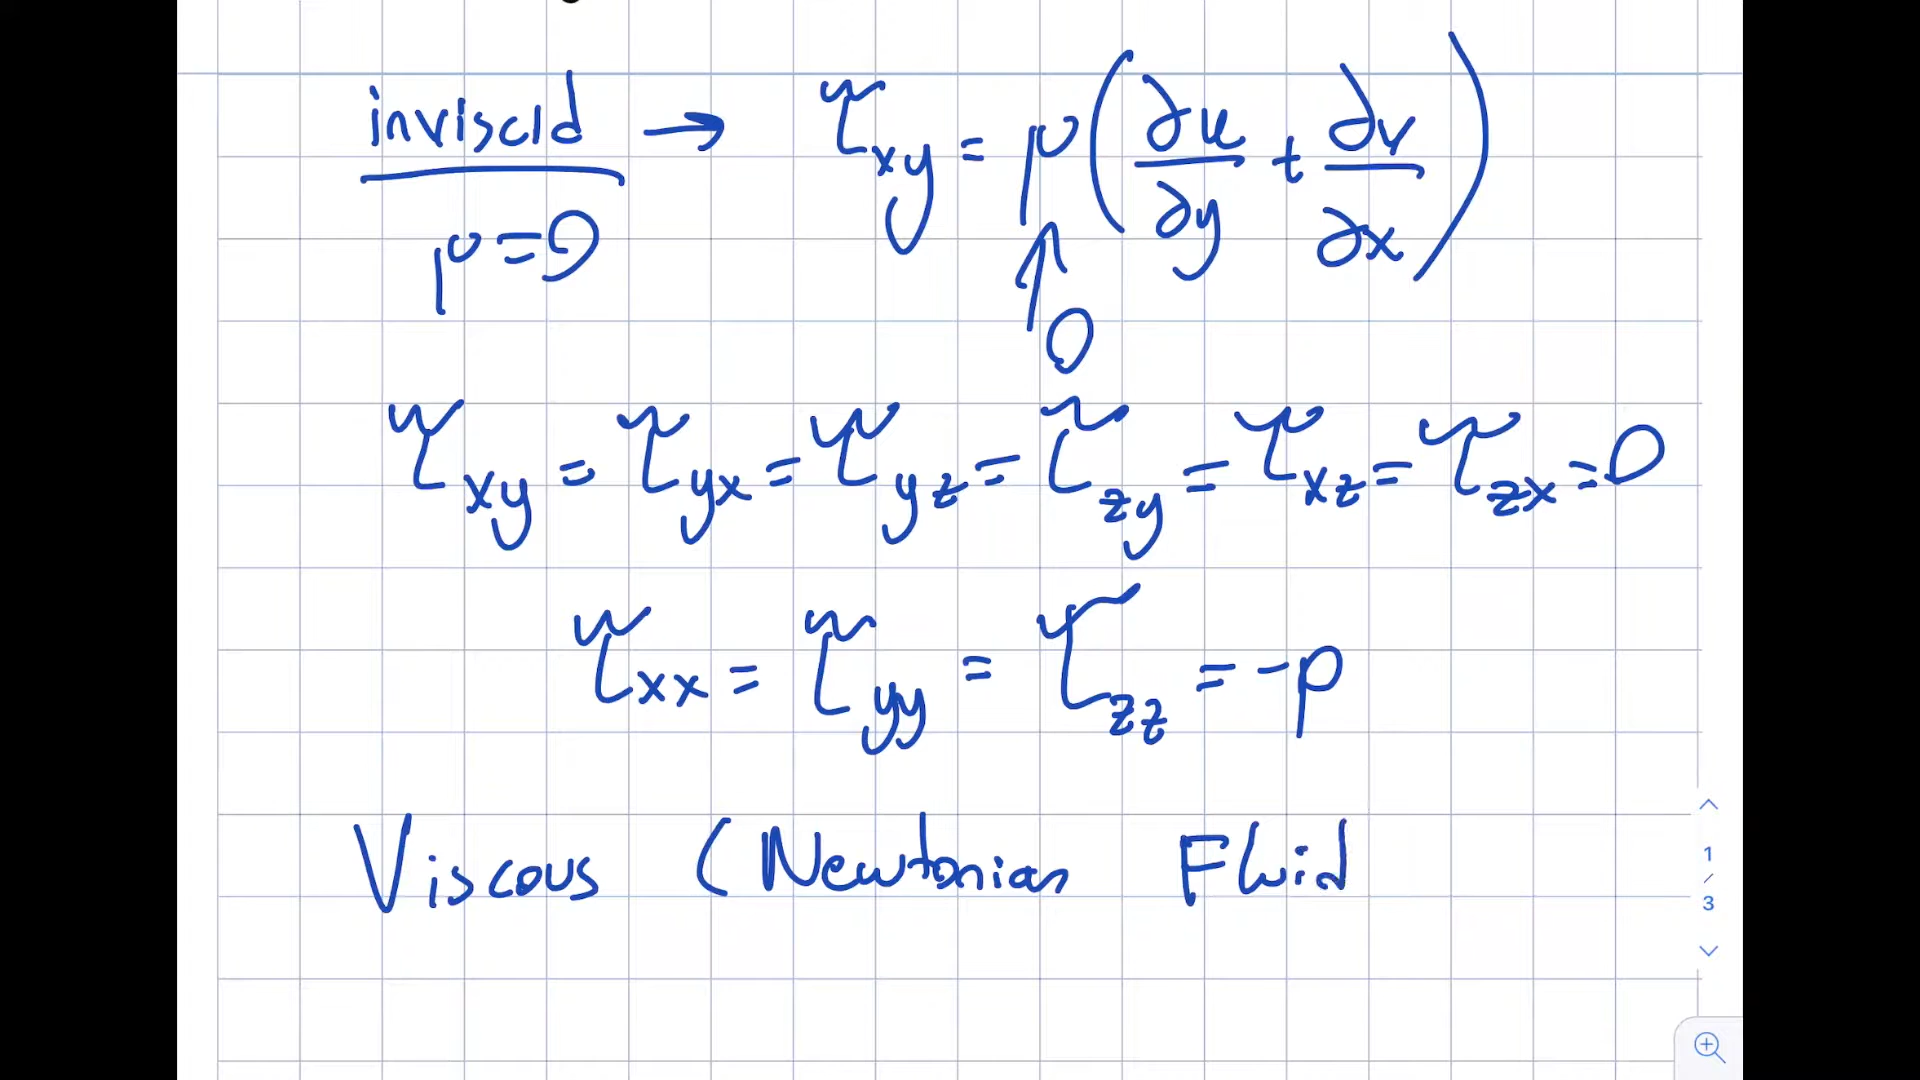 inviscid → τxy = μ(∂u/∂y + ∂v/∂x)
μ=0
0
τxy = τyx = τyz = τzy = τxz = τzx = 0
τxx = τyy = τzz = -p
Viscous (Newtonian Fluid
1
/
3